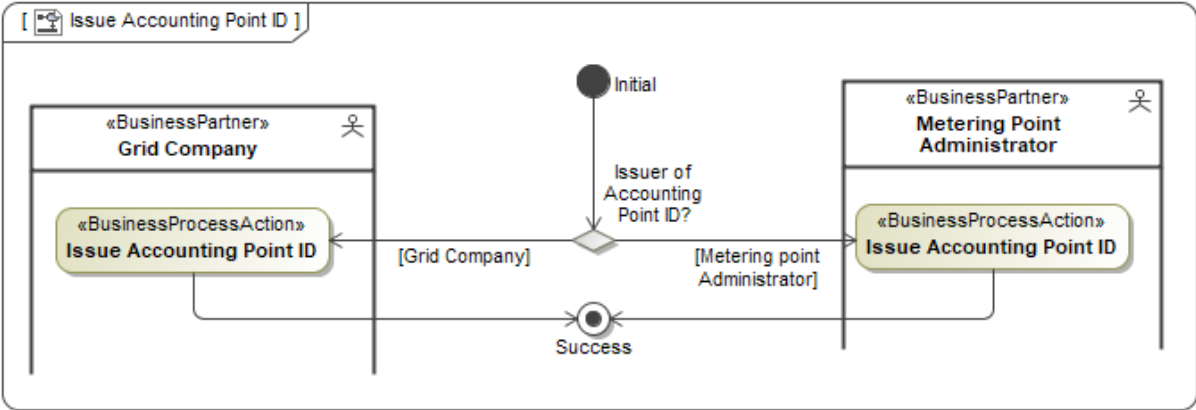 [ Issue Accounting Point ID ]
Initial
«BusinessPartner»
Grid Company
«BusinessPartner»
Metering Point
Administrator
Issuer of
Accounting
Point ID?
«BusinessProcessAction»
Issue Accounting Point ID
«BusinessProcessAction»
Issue Accounting Point ID
[Grid Company]
[Metering point
Administrator]
Success